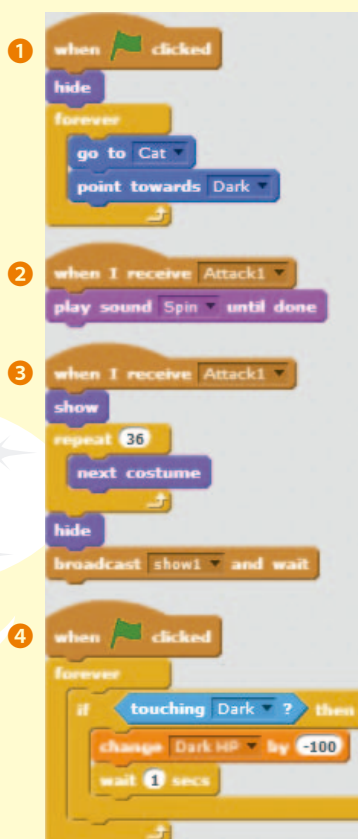 1
when clicked
hide
forever
go to Cat
point towards Dark
2
when I receive Attack1
play sound Spin until done
3
when I receive Attack1
show
repeat 36
next costume
hide
broadcast show1 and wait
4
when clicked
forever
if touching Dark ? then
change Dark HP by -100
wait 1 secs